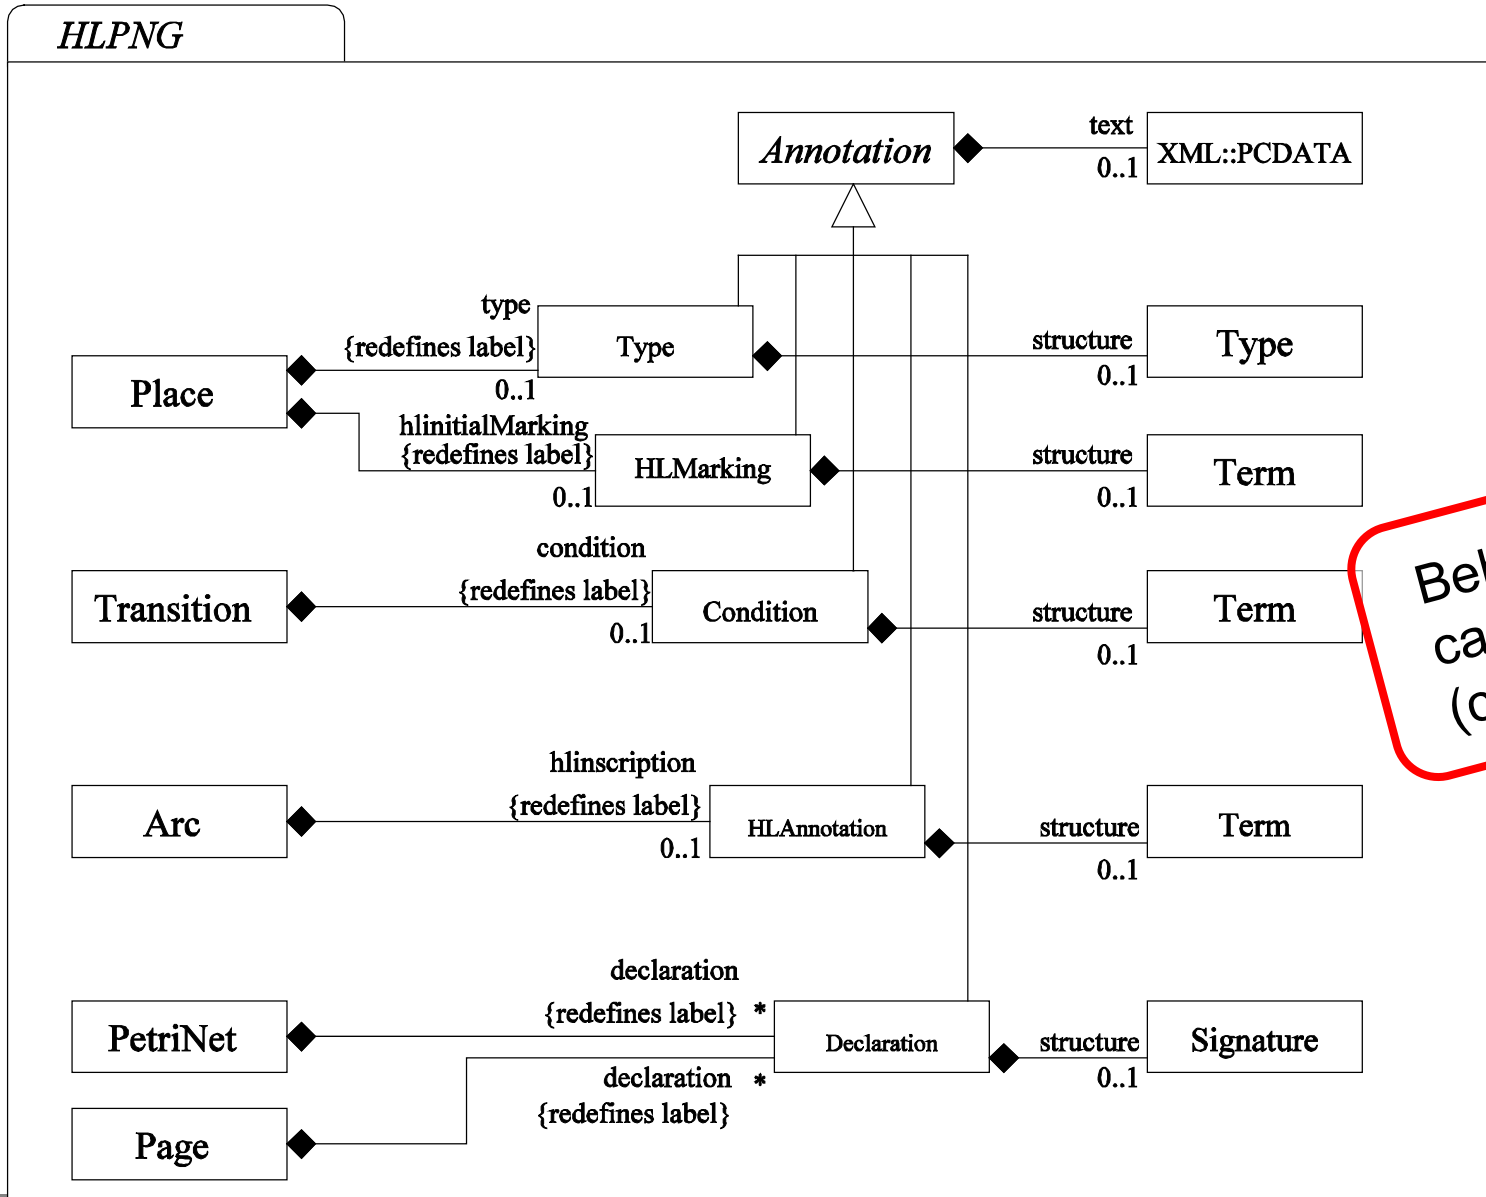 HLPNG
Annotation
text
0..1
XML::PCDATA
type
{redefines label}
0..1
Type
structure
0..1
Type
Place
hlinitialMarking
{redefines label}
0..1
HLMarking
structure
0..1
Term
condition
{redefines label}
0..1
Transition
Condition
structure
0..1
Term
hlinscription
{redefines label}
0..1
Arc
HLAnnotation
structure
0..1
Term
declaration
{redefines label} *
PetriNet
Declaration
structure
0..1
Signature
declaration *
{redefines label}
Page